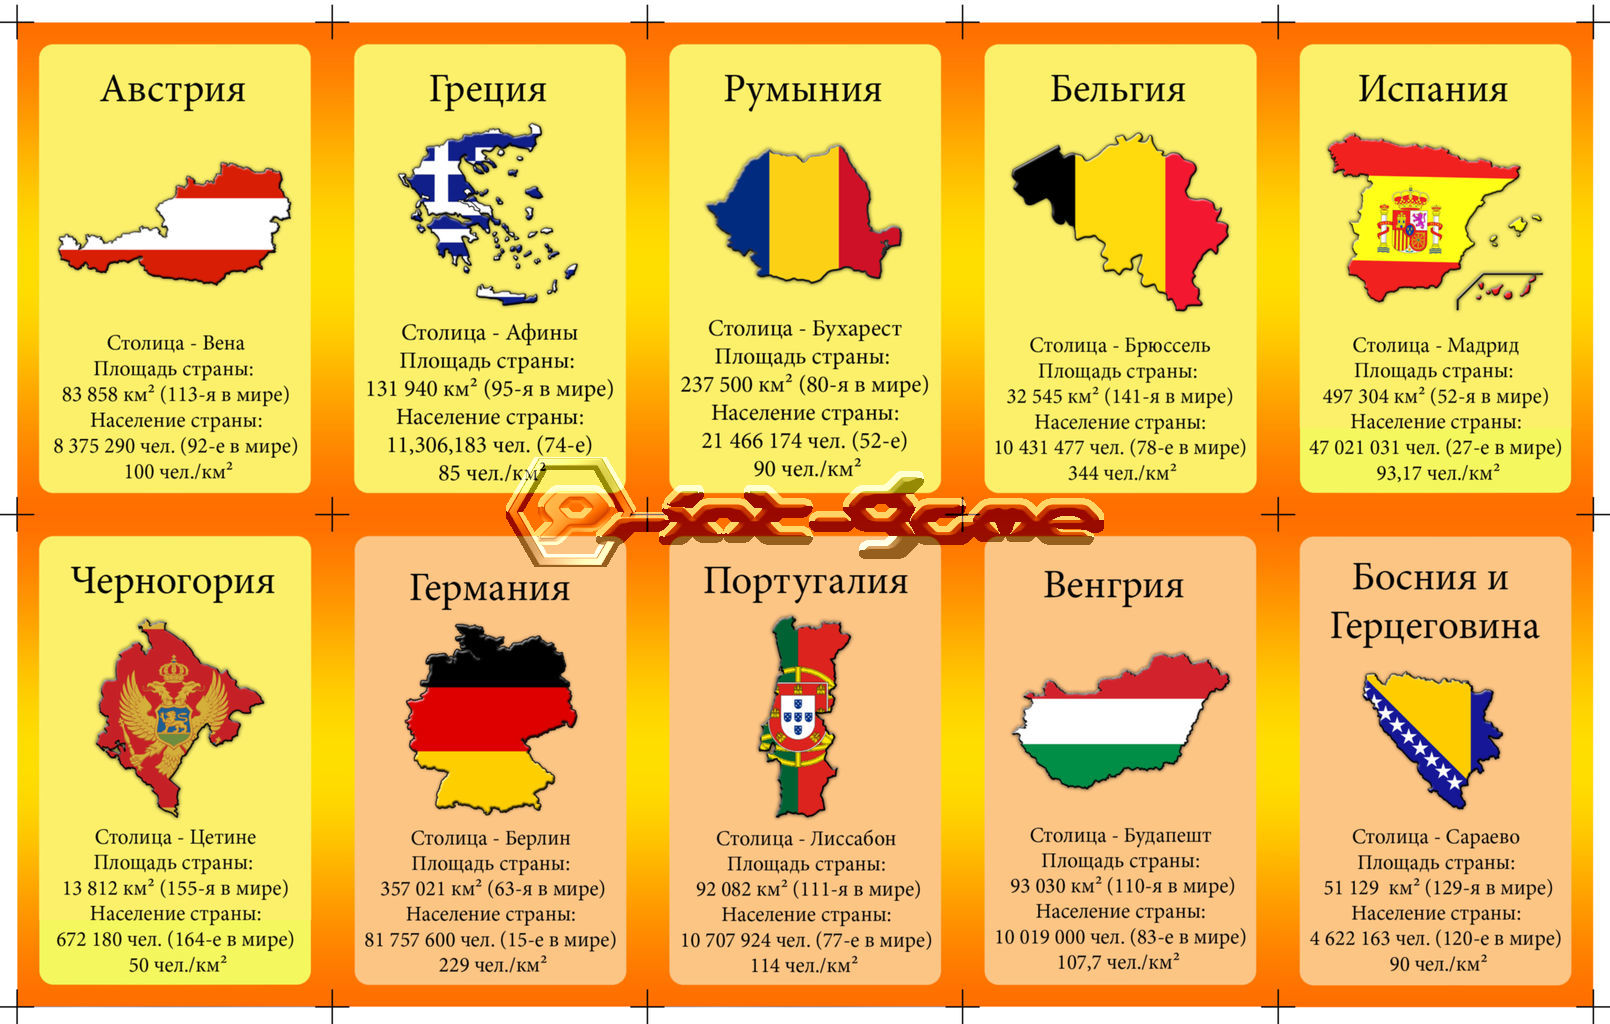 Австрия
Столица - Вена
Площадь страны:
83 858 км² (113-я в мире)
Население страны:
8 375 290 чел. (92-е в мире)
100 чел./км²
Греция
Столица - Афины
Площадь страны:
131 940 км² (95-я в мире)
Население страны:
11,306,183 чел. (74-е)
85 чел./км²
Румыния
Столица - Бухарест
Площадь страны:
237 500 км² (80-я в мире)
Население страны:
21 466 174 чел. (52-е)
90 чел./км²
Бельгия
Столица - Брюссель
Площадь страны:
32 545 км² (141-я в мире)
Население страны:
10 431 477 чел. (78-е в мире)
344 чел./км²
Испания
Столица - Мадрид
Площадь страны:
497 304 км² (52-я в мире)
Население страны:
47 021 031 чел. (27-е в мире)
93,17 чел./км²
Черногория
Столица - Цетине
Площадь страны:
13 812 км² (155-я в мире)
Население страны:
672 180 чел. (164-е в мире)
50 чел./км²
Германия
Столица - Берлин
Площадь страны:
357 021 км² (63-я в мире)
Население страны:
81 757 600 чел. (15-е в мире)
229 чел./км²
Португалия
Столица - Лиссабон
Площадь страны:
92 082 км² (111-я в мире)
Население страны:
10 707 924 чел. (77-е в мире)
114 чел./км²
Венгрия
Столица - Будапешт
Площадь страны:
93 030 км² (110-я в мире)
Население страны:
10 019 000 чел. (83-е в мире)
107,7 чел./км²
Босния и
Герцеговина
Столица - Сараево
Площадь страны:
51 129 км² (129-я в мире)
Население страны:
4 622 163 чел. (120-е в мире)
90 чел./км²